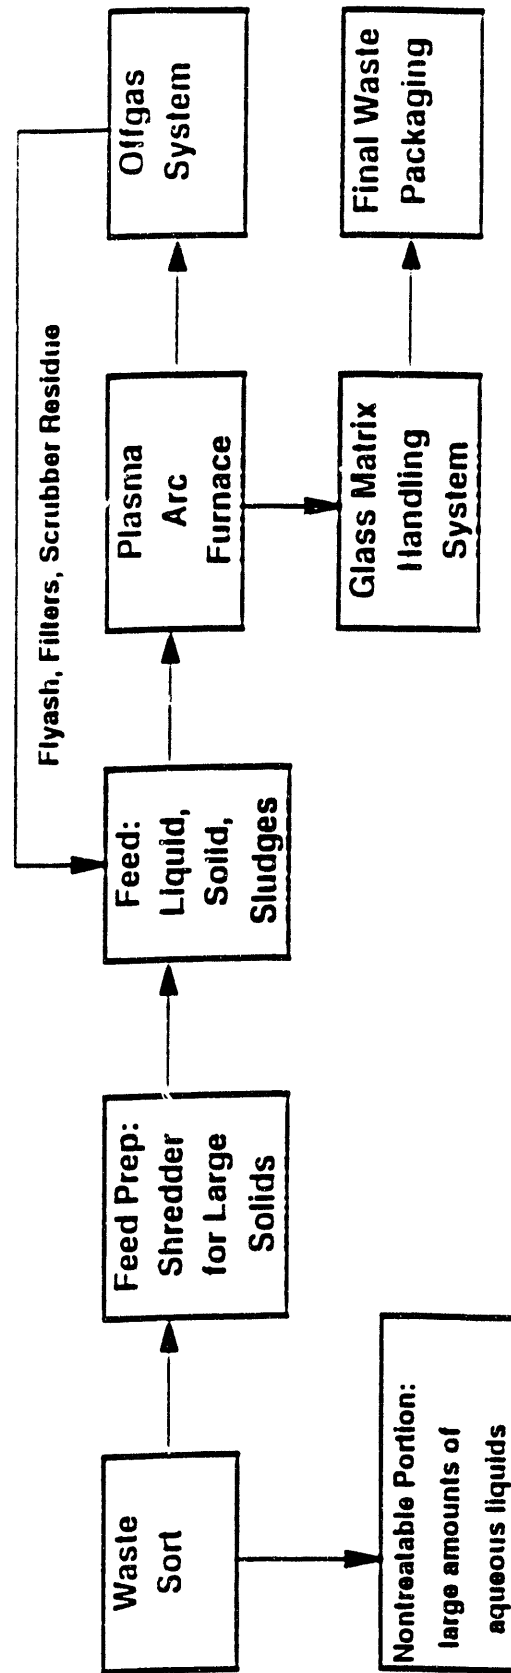 Waste
Sort
Nontreatable Portion:
large amounts of
aqueous liquids
Feed Prep:
Shredder
for Large
Solids
Feed:
Liquid,
Solid,
Sludges
Flyash, Filters, Scrubber Residue
Plasma
Arc
Furnace
Glass Matrix
Handling
System
Offgas
System
Final Waste
Packaging